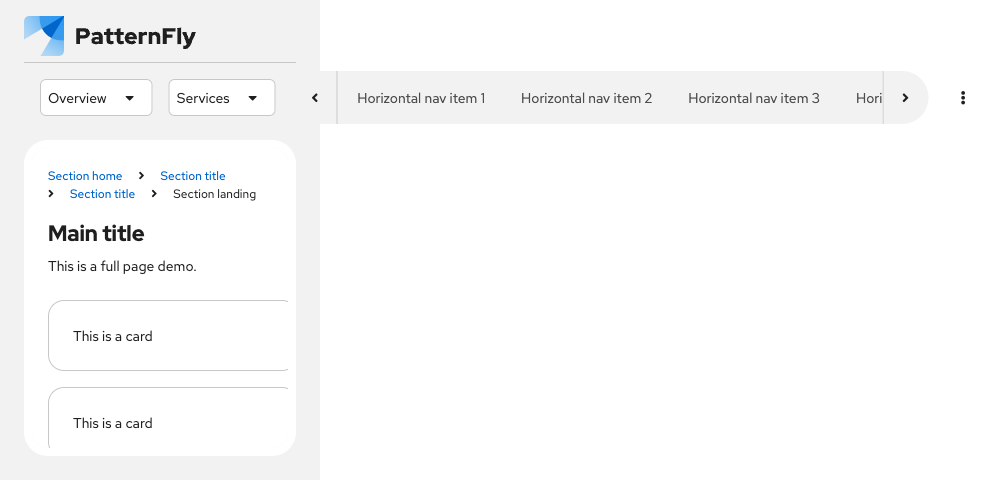 PatternFly
Overview Services Horizontal nav item 1 Horizontal nav item 2 Horizontal nav item 3 Hori
Section home Section title
Section title Section landing
Main title
This is a full page demo.
This is a card
This is a card